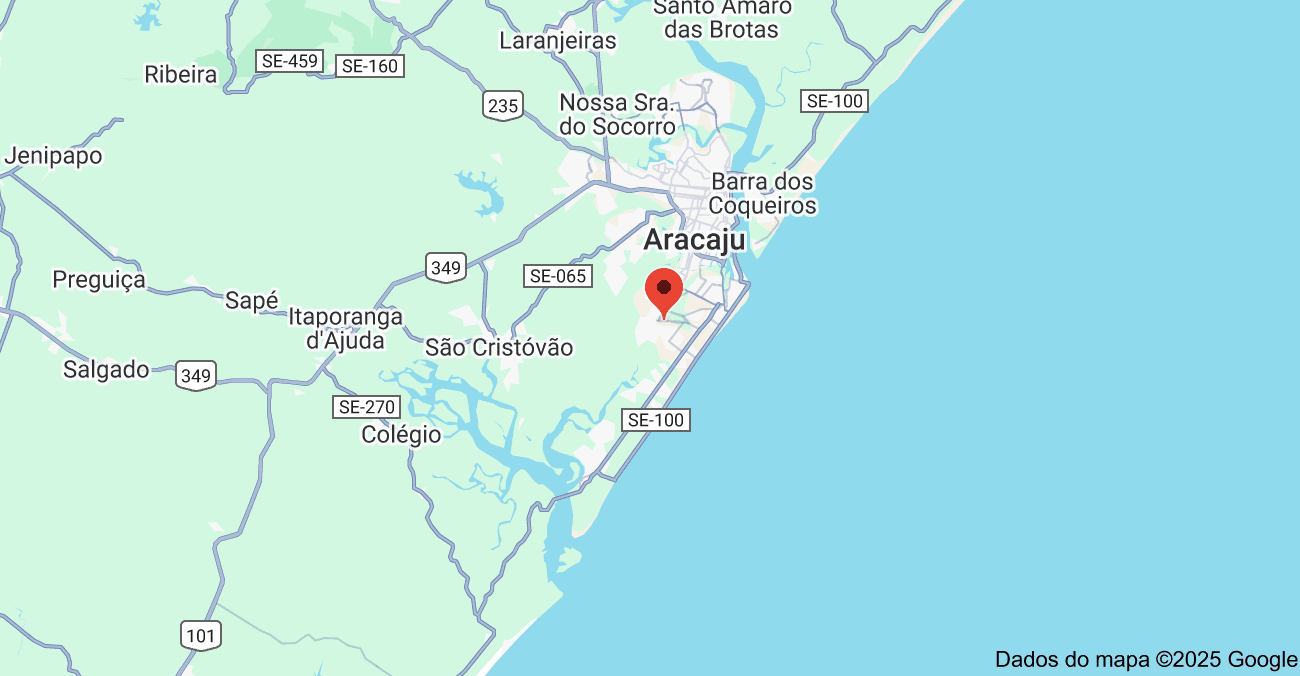 Santo Amaro
das Brotas
Laranjeiras
SE-459
SE-160
Ribeira
235
SE-100
Nossa Sra.
do Socorro
Jenipapo
Barra dos
Coqueiros
Aracaju
349
SE-065
Preguiça
Sapé
Itaporanga
d'Ajuda
São Cristóvão
Salgado
349
SE-270
SE-100
Colégio
101
Dados do mapa ©2025 Google